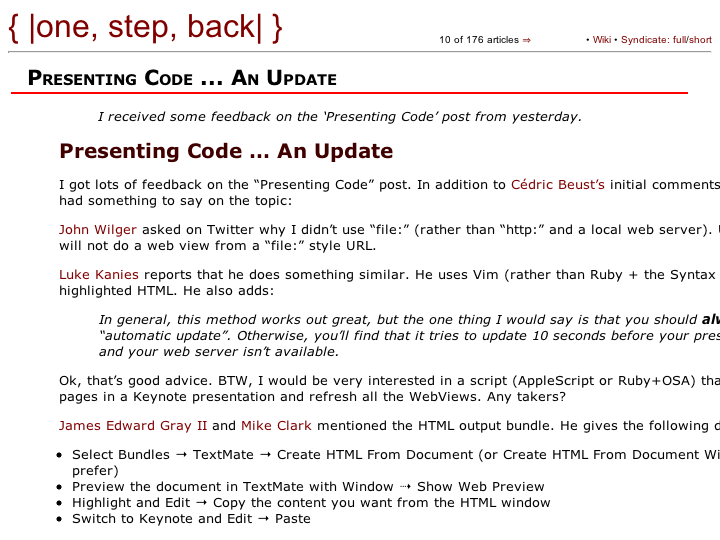 { |one, step, back| }
10 of 176 articles ⇒ • Wiki • Syndicate: full/short
Presenting Code ... An Update
I received some feedback on the ‘Presenting Code’ post from yesterday.
Presenting Code ... An Update
I got lots of feedback on the “Presenting Code” post. In addition to Cédric Beust’s initial comments
had something to say on the topic:
John Wilger asked on Twitter why I didn’t use “file:” (rather than “http:” and a local web server).
will not do a web view from a “file:” style URL.
Luke Kanies reports that he does something similar. He uses Vim (rather than Ruby + the Syntax
highlighted HTML. He also adds:
In general, this method works out great, but the one thing I would say is that you should
“automatic update”. Otherwise, you’ll find that it tries to update 10 seconds before your
and your web server isn’t available.
Ok, that’s good advice. BTW, I would be very interested in a script (AppleScript or Ruby+OSA)
pages in a Keynote presentation and refresh all the WebViews. Any takers?
James Edward Gray II and Mike Clark mentioned the HTML output bundle. He gives the following
• Select Bundles → TextMate → Create HTML From Document (or Create HTML From Document
prefer)
• Preview the document in TextMate with Window → Show Web Preview
• Highlight and Edit → Copy the content you want from the HTML window
• Switch to Keynote and Edit → Paste